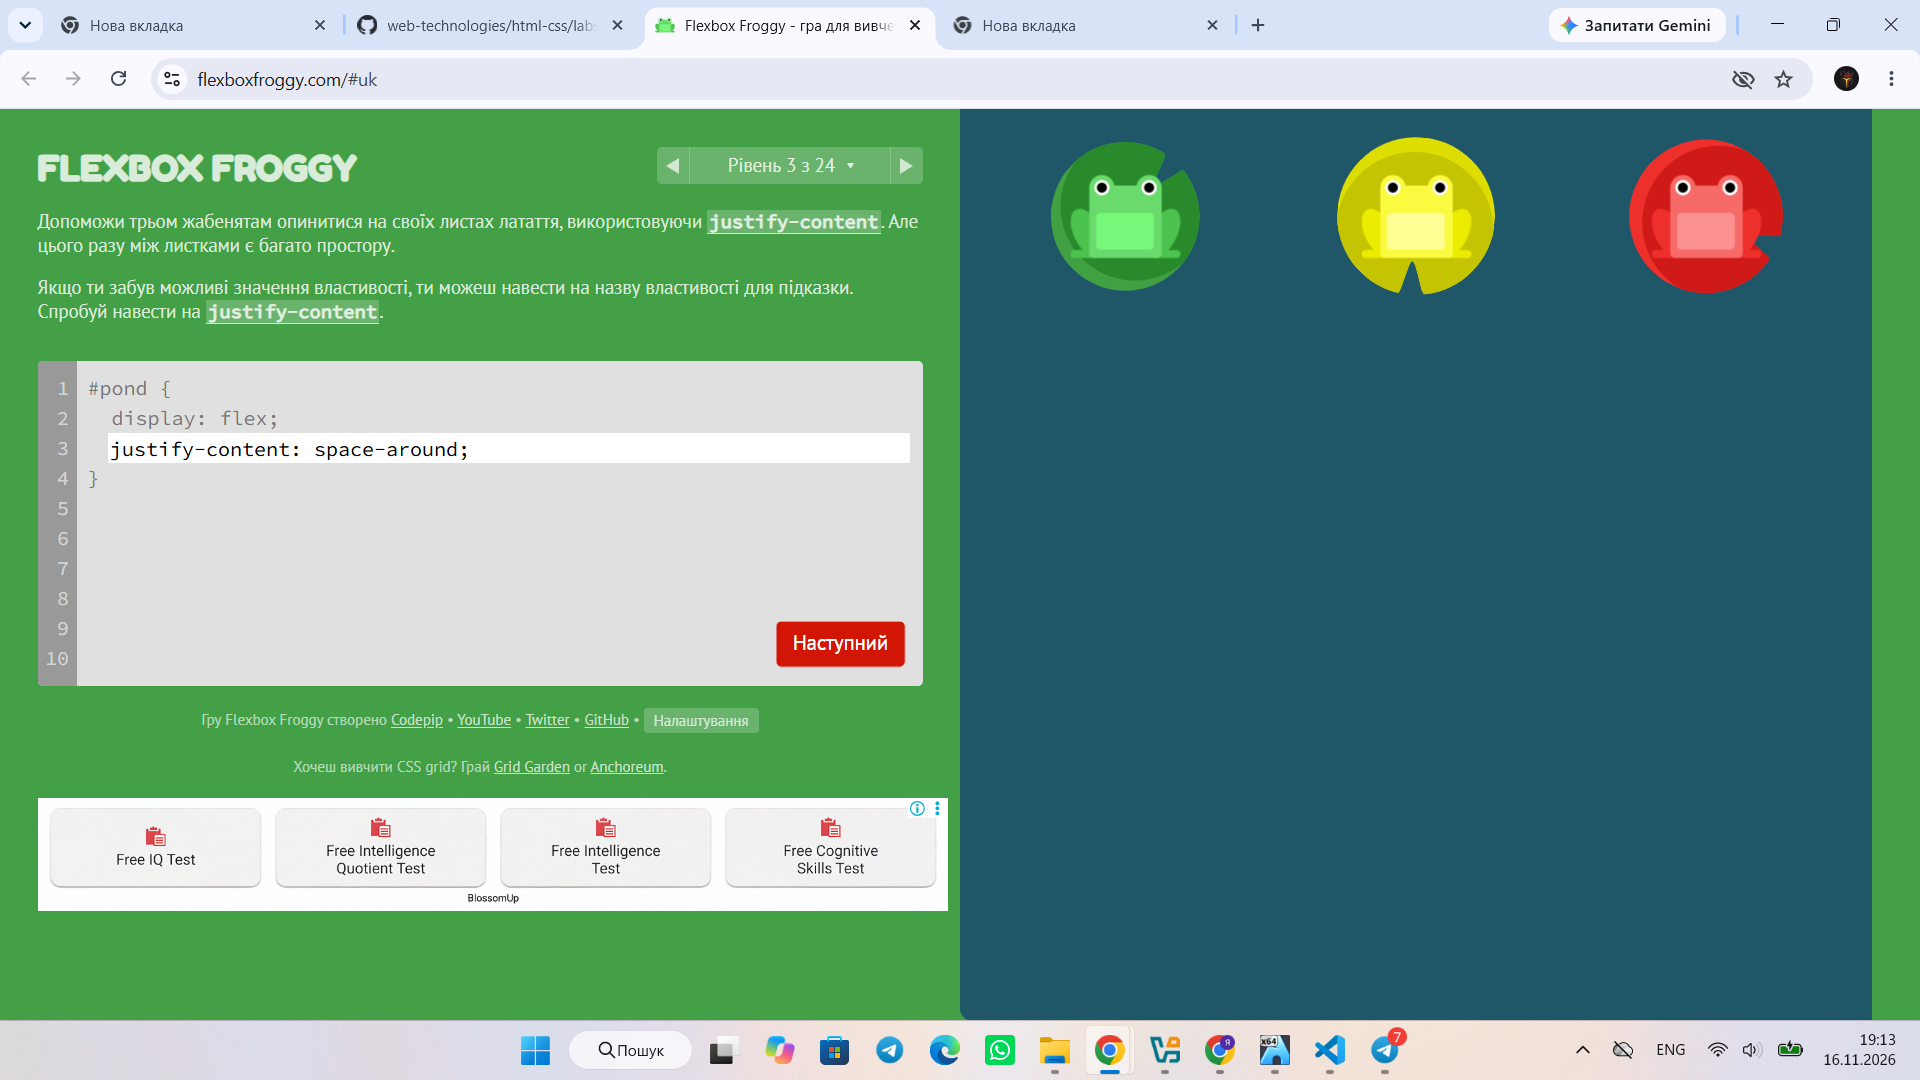 Нова вкладка
web-technologies/html-css/lab
Flexbox Froggy - гра для вивче
Нова вкладка
Запитати Gemini
flexboxfroggy.com/#uk
FLEXBOX FROGGY
Рівень 3 з 24
Допоможи трьом жабенятам опинитися на своїх листах латаття, використовуючи justify-content. Але
цього разу між листками є багато простору.
Якщо ти забув можливі значення властивості, ти можеш навести на назву властивості для підказки.
Спробуй навести на justify-content.
1 #pond {
2 display: flex;
3 justify-content: space-around;
4 }
5
6
7
8
9
10
Наступний
Гру Flexbox Froggy створено Codepip • YouTube • Twitter • GitHub • Налаштування
Хочеш вивчити CSS grid? Грай Grid Garden or Anchoreum.
Free IQ Test
Free Intelligence
Quotient Test
Free Intelligence
Test
Free Cognitive
Skills Test
BlossomUp
Пошук
x64
Я
7
ENG
19:13
16.11.2026